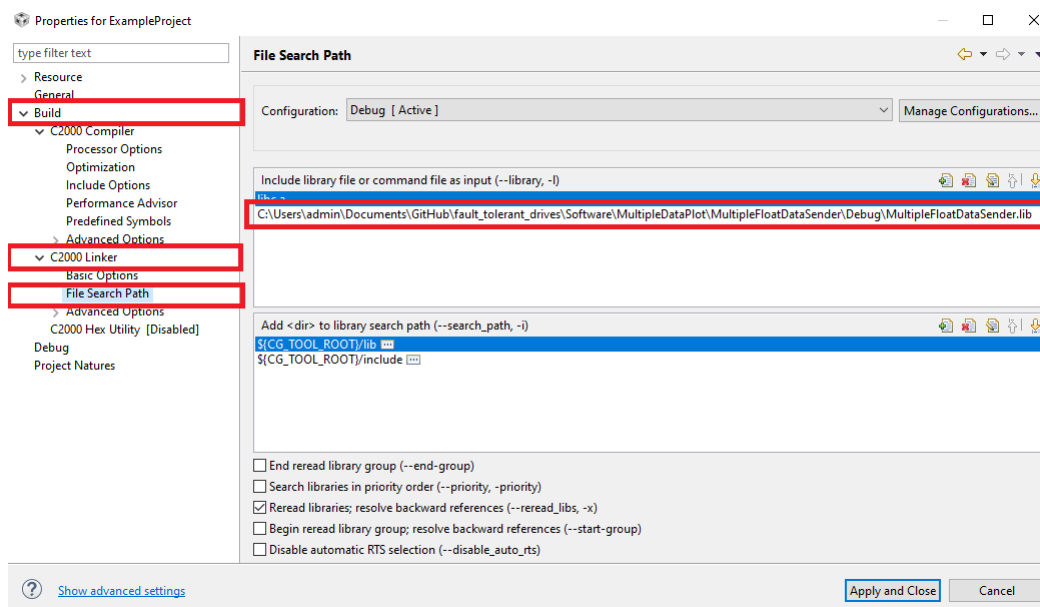 Properties for ExampleProject
type filter text
Resource
General
Build
C2000 Compiler
Processor Options
Optimization
Include Options
Performance Advisor
Predefined Symbols
Advanced Options
C2000 Linker
Basic Options
File Search Path
Advanced Options
C2000 Hex Utility [Disabled]
Debug
Project Natures
File Search Path
Configuration: Debug [ Active ]
Manage Configurations...
Include library file or command file as input (--library, -l)
libc.a
C:\Users\admin\Documents\GitHub\fault_tolerant_drives\Software\MultipleDataPlot\MultipleFloatDataSender\Debug\MultipleFloatDataSender.lib
Add <dir> to library search path (--search_path, -i)
${CG_TOOL_ROOT}/lib
${CG_TOOL_ROOT}/include
End reread library group (--end-group)
Search libraries in priority order (--priority, -priority)
Reread libraries; resolve backward references (--reread_libs, -x)
Begin reread library group; resolve backward references (--start-group)
Disable automatic RTS selection (--disable_auto_rts)
Show advanced settings
Apply and Close
Cancel